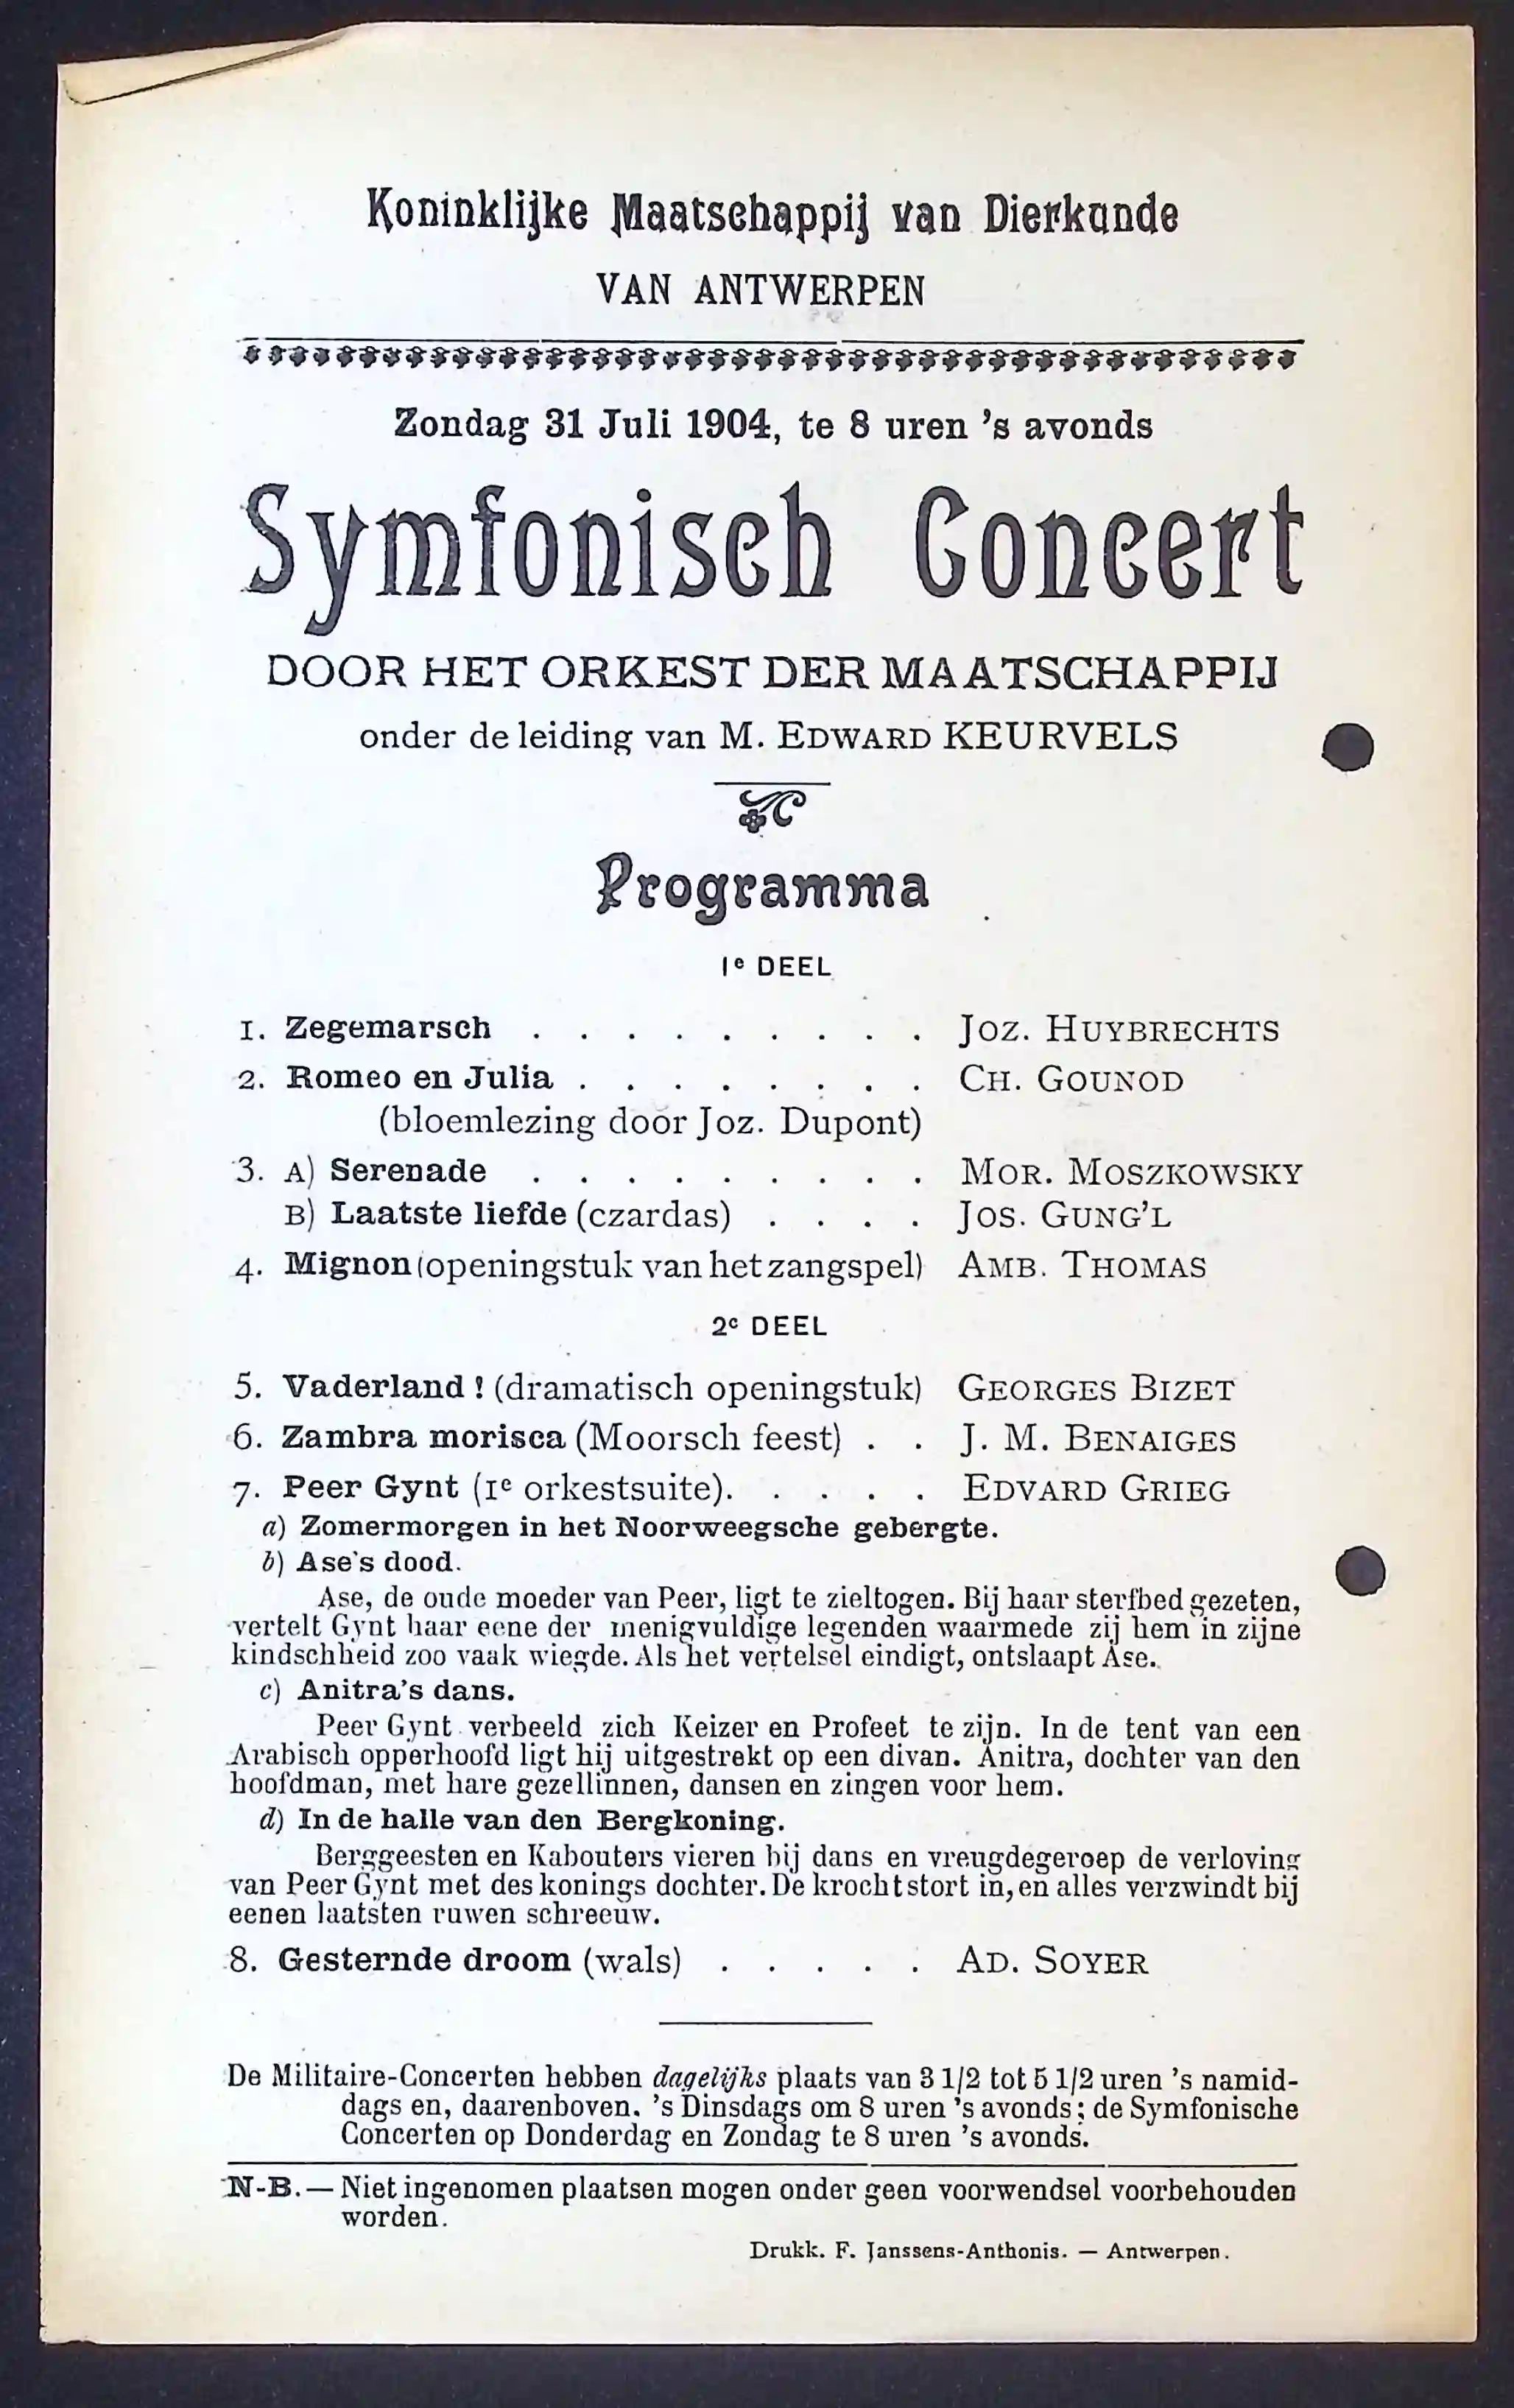 Koninklijke Maatschappij van Dierkunde
VAN ANTWERPEN
Zondag 31 Juli 1904, te 8 uren 's avonds
Symfonisch Concert
DOOR HET ORKEST DER MAATSCHAPPIJ
onder de leiding van M. EDWARD KEURVELS
Programma
1e DEEL
1. Zegemarsch . . . . . . . . . JOZ. HUYBRECHTS
2. Romeo en Julia . . . . . . . . CH. GOUNOD
(bloemlezing door Joz. Dupont)
3. A) Serenade . . . . . . . . . MOR. MOSZKOWSKY
B) Laatste liefde (czardas) . . . . JOS. GUNG'L
4. Mignon (openingstuk van het zangspel) AMB. THOMAS
2e DEEL
5. Vaderland ! (dramatisch openingstuk) GEORGES BIZET
6. Zambra morisca (Moorsch feest) . . J. M. BENAIGES
7. Peer Gynt (1e orkestsuite). . . . . EDVARD GRIEG
a) Zomermorgen in het Noorweegsche gebergte.
b) Ase's dood.
Ase, de oude moeder van Peer, ligt te zieltogen. Bij haar sterfbed gezeten,
vertelt Gynt haar eene der menigvuldige legenden waarmede zij hem in zijne
kindschheid zoo vaak wiegde. Als het vertelsel eindigt, ontslaapt Ase.
c) Anitra's dans.
Peer Gynt verbeeld zich Keizer en Profeet te zijn. In de tent van een
Arabisch opperhoofd ligt hij uitgestrekt op een divan. Anitra, dochter van den
hoofdman, met hare gezellinnen, dansen en zingen voor hem.
d) In de halle van den Bergkoning.
Berggeesten en Kabouters vieren bij dans en vreugdegeroep de verloving
van Peer Gynt met des konings dochter. De krocht stort in, en alles verzwindt bij
eenen laatsten ruwen schreeuw.
8. Gesternde droom (wals) . . . . . AD. SOYER
De Militaire-Concerten hebben dagelijks plaats van 3 1/2 tot 5 1/2 uren 's namid-
dags en, daarenboven. 's Dinsdags om 8 uren 's avonds ; de Symfonische
Concerten op Donderdag en Zondag te 8 uren 's avonds.
N-B. — Niet ingenomen plaatsen mogen onder geen voorwendsel voorbehouden
worden.
Drukk. F. Janssens-Anthonis. — Antwerpen.